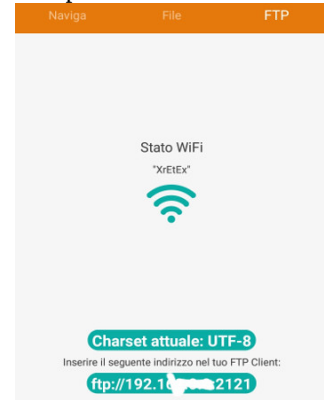 Naviga File FTP
Stato WiFi
"XrEtEx"
Charset attuale: UTF-8
Inserire il seguente indirizzo nel tuo FTP Client:
ftp://192.1 2121